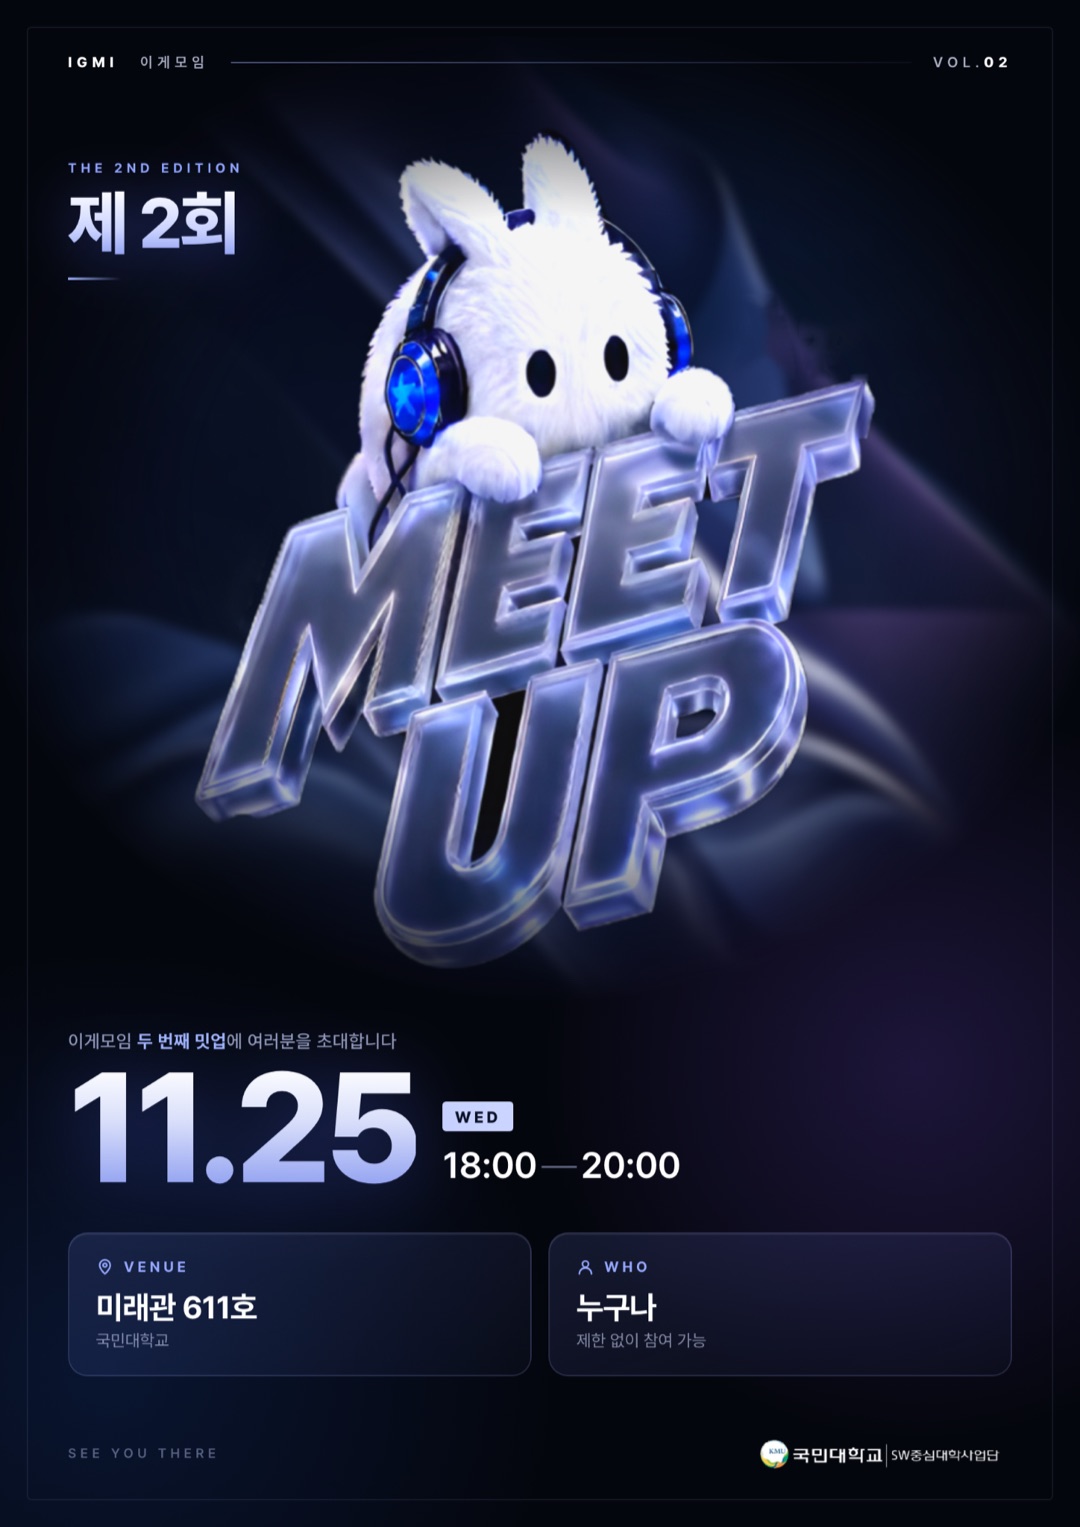 IGMI 이게모임
VOL.02
THE 2ND EDITION
제 2회
MEET
UP
이게모임 두 번째 밋업에 여러분을 초대합니다
11.25
WED
18:00—20:00
VENUE
미래관 611호
국민대학교
WHO
누구나
제한 없이 참여 가능
SEE YOU THERE
KMU 국민대학교 SW중심대학사업단